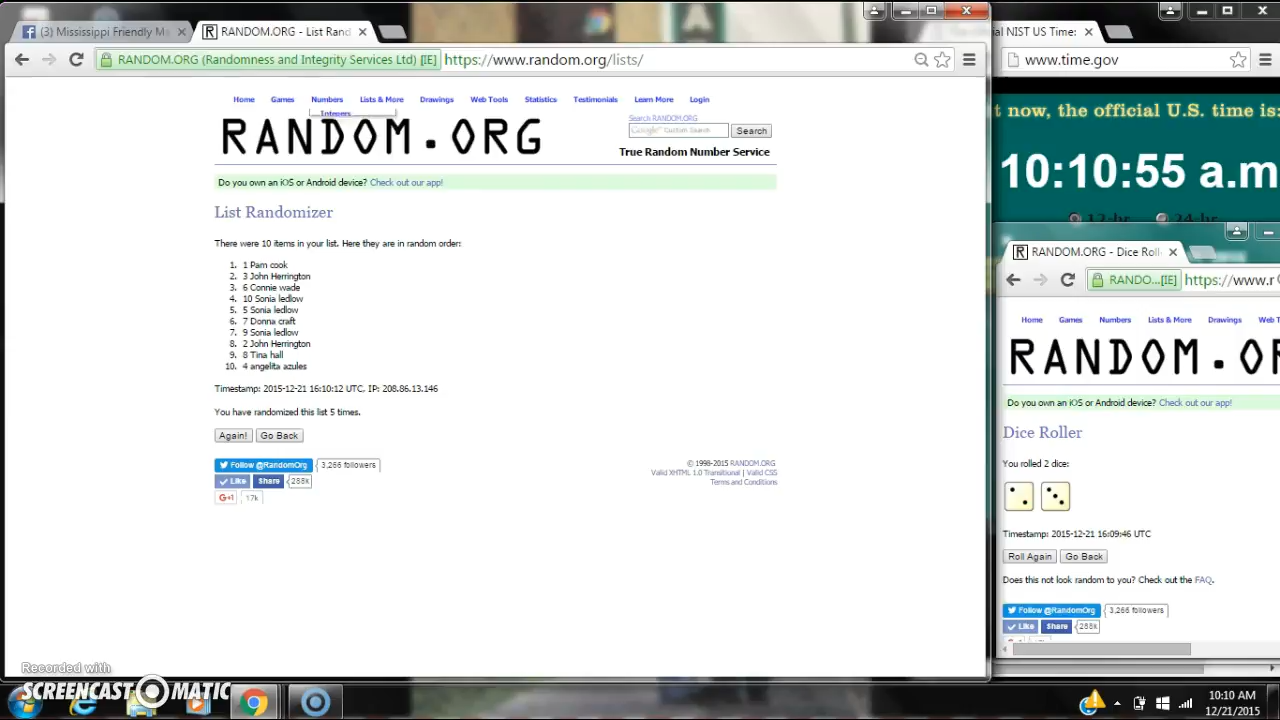 (3) Mississippi Friendly M
RANDOM.ORG - List Rand
RANDOM.ORG (Randomness and Integrity Services Ltd) [IE]
https://www.random.org/lists/
Home Games Numbers Lists & More Drawings Web Tools Statistics Testimonials Learn More Login
Integers
RANDOM.ORG
Search RANDOM.ORG
Google Custom Search
Search
True Random Number Service
Do you own an iOS or Android device? Check out our app!
List Randomizer
There were 10 items in your list. Here they are in random order:
1. 1 Pam cook
2. 3 John Herrington
3. 6 Connie wade
4. 10 Sonia ledlow
5. 5 Sonia ledlow
6. 7 Donna craft
7. 9 Sonia ledlow
8. 2 John Herrington
9. 8 Tina hall
10. 4 angelita azules
Timestamp: 2015-12-21 16:10:12 UTC, IP: 208.86.13.146
You have randomized this list 5 times.
Again! Go Back
Follow @RandomOrg 3,266 followers
Like Share 288k
G+1 17k
© 1998-2015 RANDOM.ORG
Valid XHTML 1.0 Transitional | Valid CSS
Terms and Conditions
al NIST US Time:
www.time.gov
t now, the official U.S. time is:
10:10:55 a.m
12-hr 24-hr
RANDOM.ORG - Dice Roll
RANDO...[IE] https://www.r
Home Games Numbers Lists & More Drawings Web T
RANDOM.OR
Do you own an iOS or Android device? Check out our app!
Dice Roller
You rolled 2 dice:
Timestamp: 2015-12-21 16:09:46 UTC
Roll Again Go Back
Does this not look random to you? Check out the FAQ.
Follow @RandomOrg 3,266 followers
Like Share 288k
Recorded with
SCREENCAST-O-MATIC
10:10 AM
12/21/2015